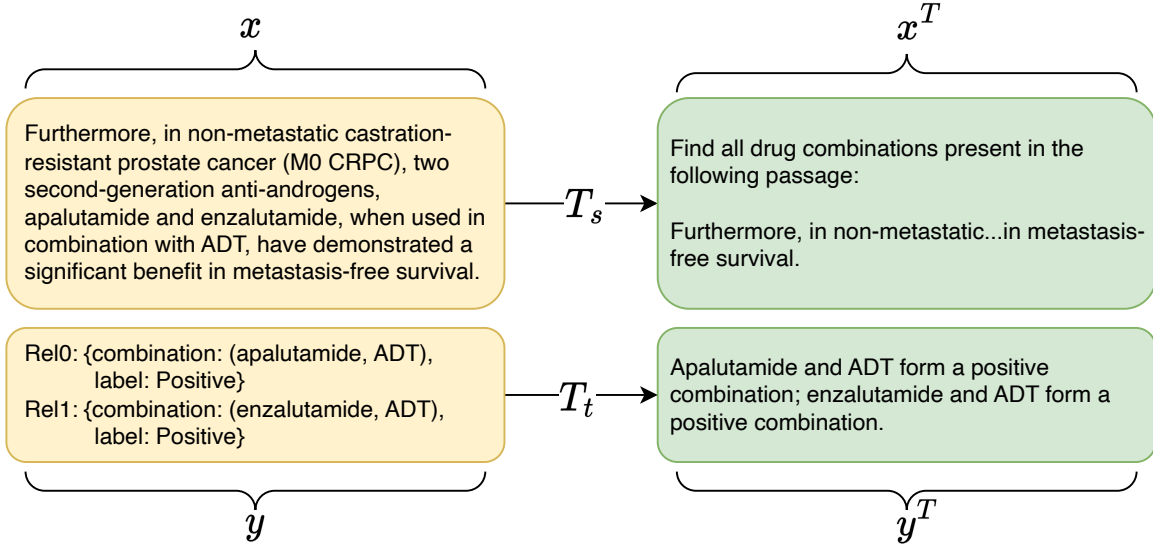 x
x^T
Furthermore, in non-metastatic castration-
resistant prostate cancer (M0 CRPC), two
second-generation anti-androgens,
apalutamide and enzalutamide, when used in
combination with ADT, have demonstrated a
significant benefit in metastasis-free survival.
T_s
Find all drug combinations present in the
following passage:
Furthermore, in non-metastatic...in metastasis-
free survival.
Rel0: {combination: (apalutamide, ADT),
label: Positive}
Rel1: {combination: (enzalutamide, ADT),
label: Positive}
T_t
Apalutamide and ADT form a positive
combination; enzalutamide and ADT form a
positive combination.
y
y^T